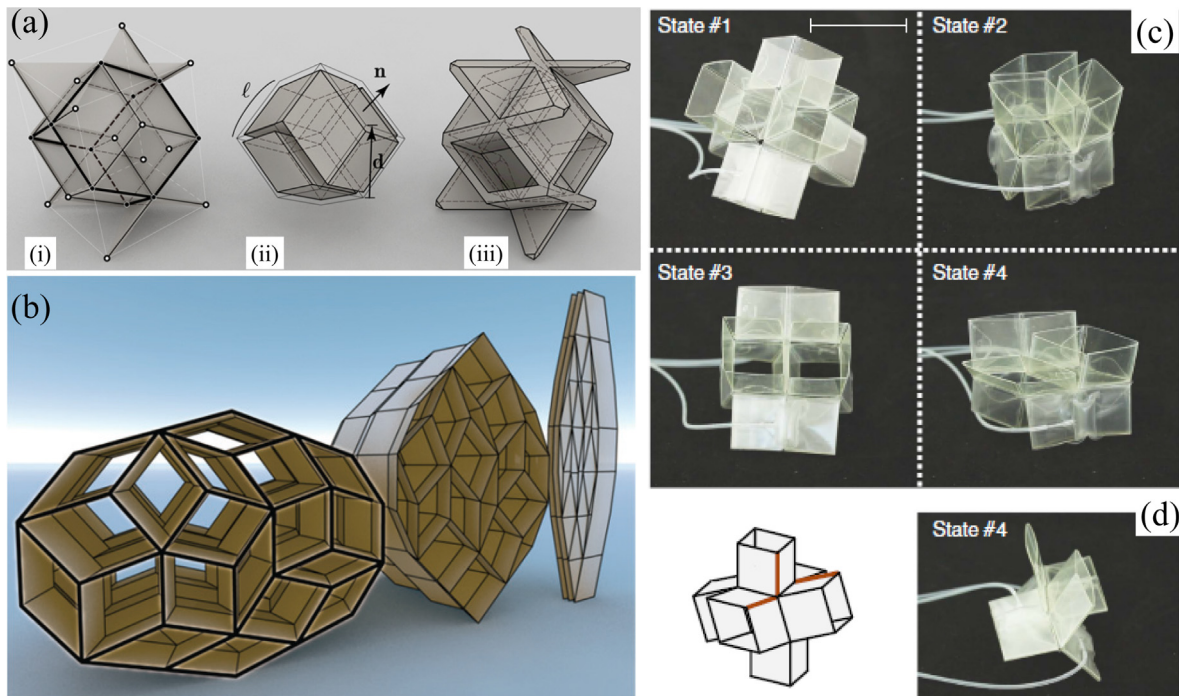 (a)
ℓ
n
d
(i)
(ii)
(iii)
(b)
State #1
State #2
(c)
State #3
State #4
State #4
(d)